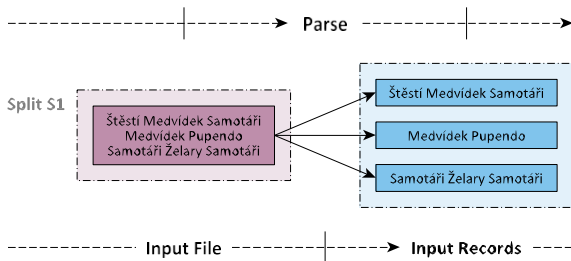 Parse
Split S1
Štěstí Medvídek Samotáři
Medvídek Pupendo
Samotáři Želary Samotáři
Štěstí Medvídek Samotáři
Medvídek Pupendo
Samotáři Želary Samotáři
Input File
Input Records